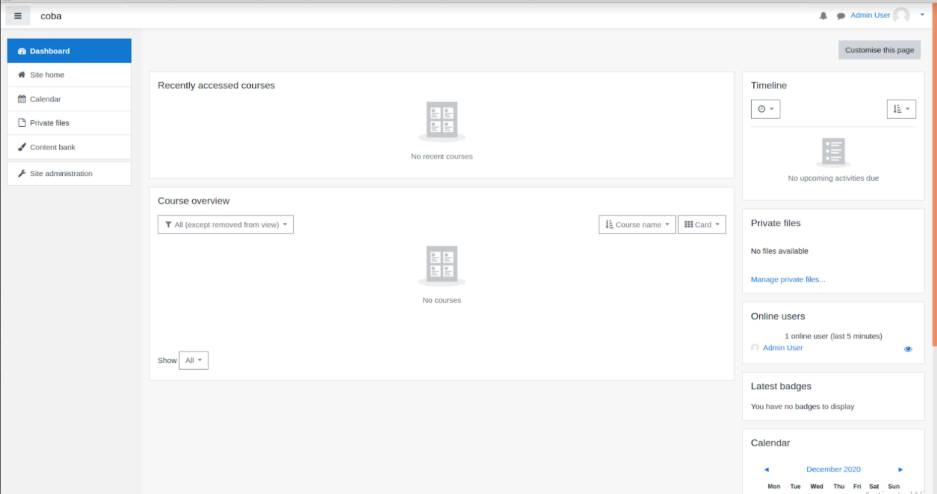 coba
Admin User
Customise this page
Dashboard
Site home
Calendar
Private files
Content bank
Site administration
Recently accessed courses
No recent courses
Course overview
All (except removed from view)
Course name
Card
No courses
Show All
Timeline
No upcoming activities due
Private files
No files available
Manage private files...
Online users
1 online user (last 5 minutes)
Admin User
Latest badges
You have no badges to display
Calendar
◄ December 2020 ►
Mon Tue Wed Thu Fri Sat Sun